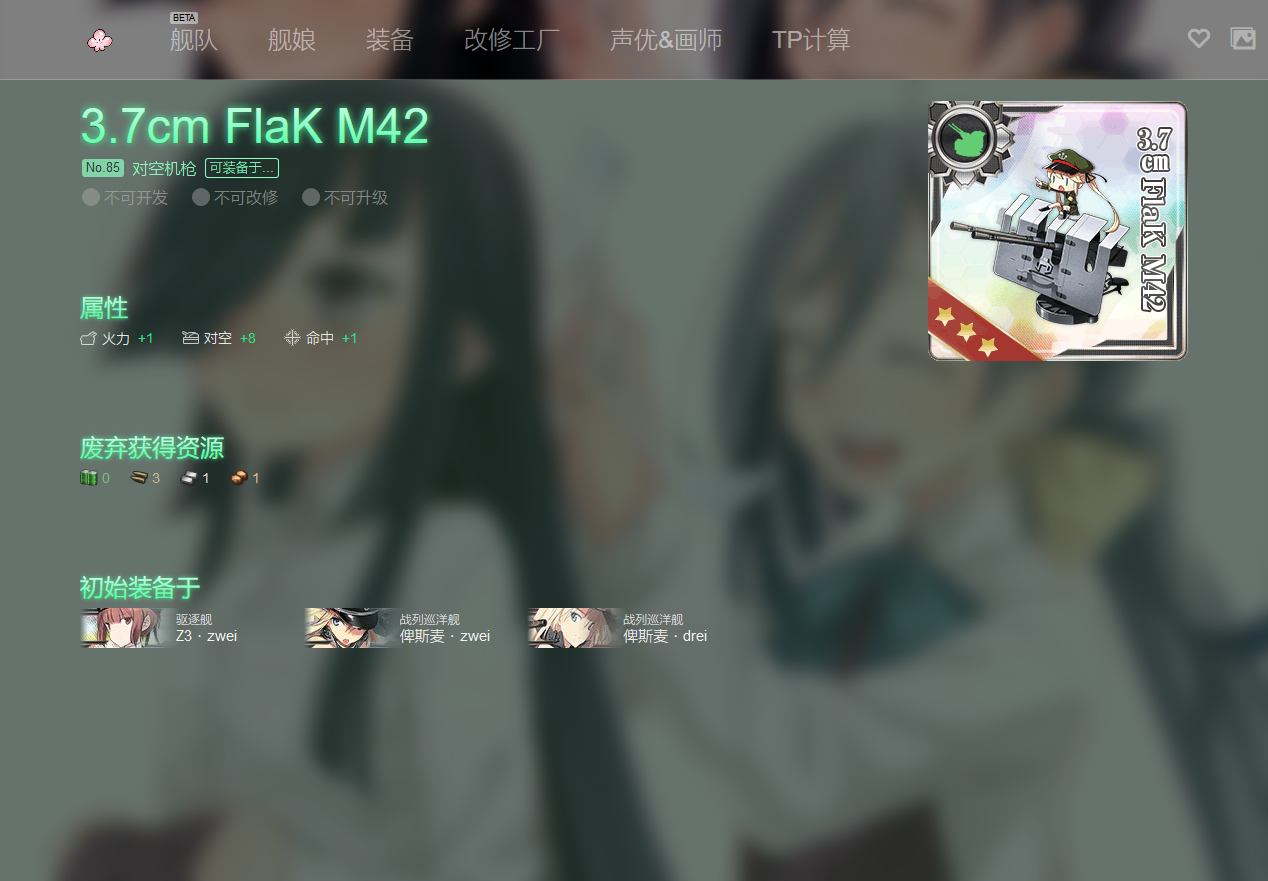 BETA
舰队 舰娘 装备 改修工厂 声优&画师 TP计算
3.7cm FlaK M42
No.85 对空机枪 可装备于...
不可开发 不可改修 不可升级
3.7cm FlaK M42
属性
火力 +1 对空 +8 命中 +1
废弃获得资源
0 3 1 1
初始装备于
驱逐舰
Z3 · zwei
战列巡洋舰
俾斯麦 · zwei
战列巡洋舰
俾斯麦 · drei